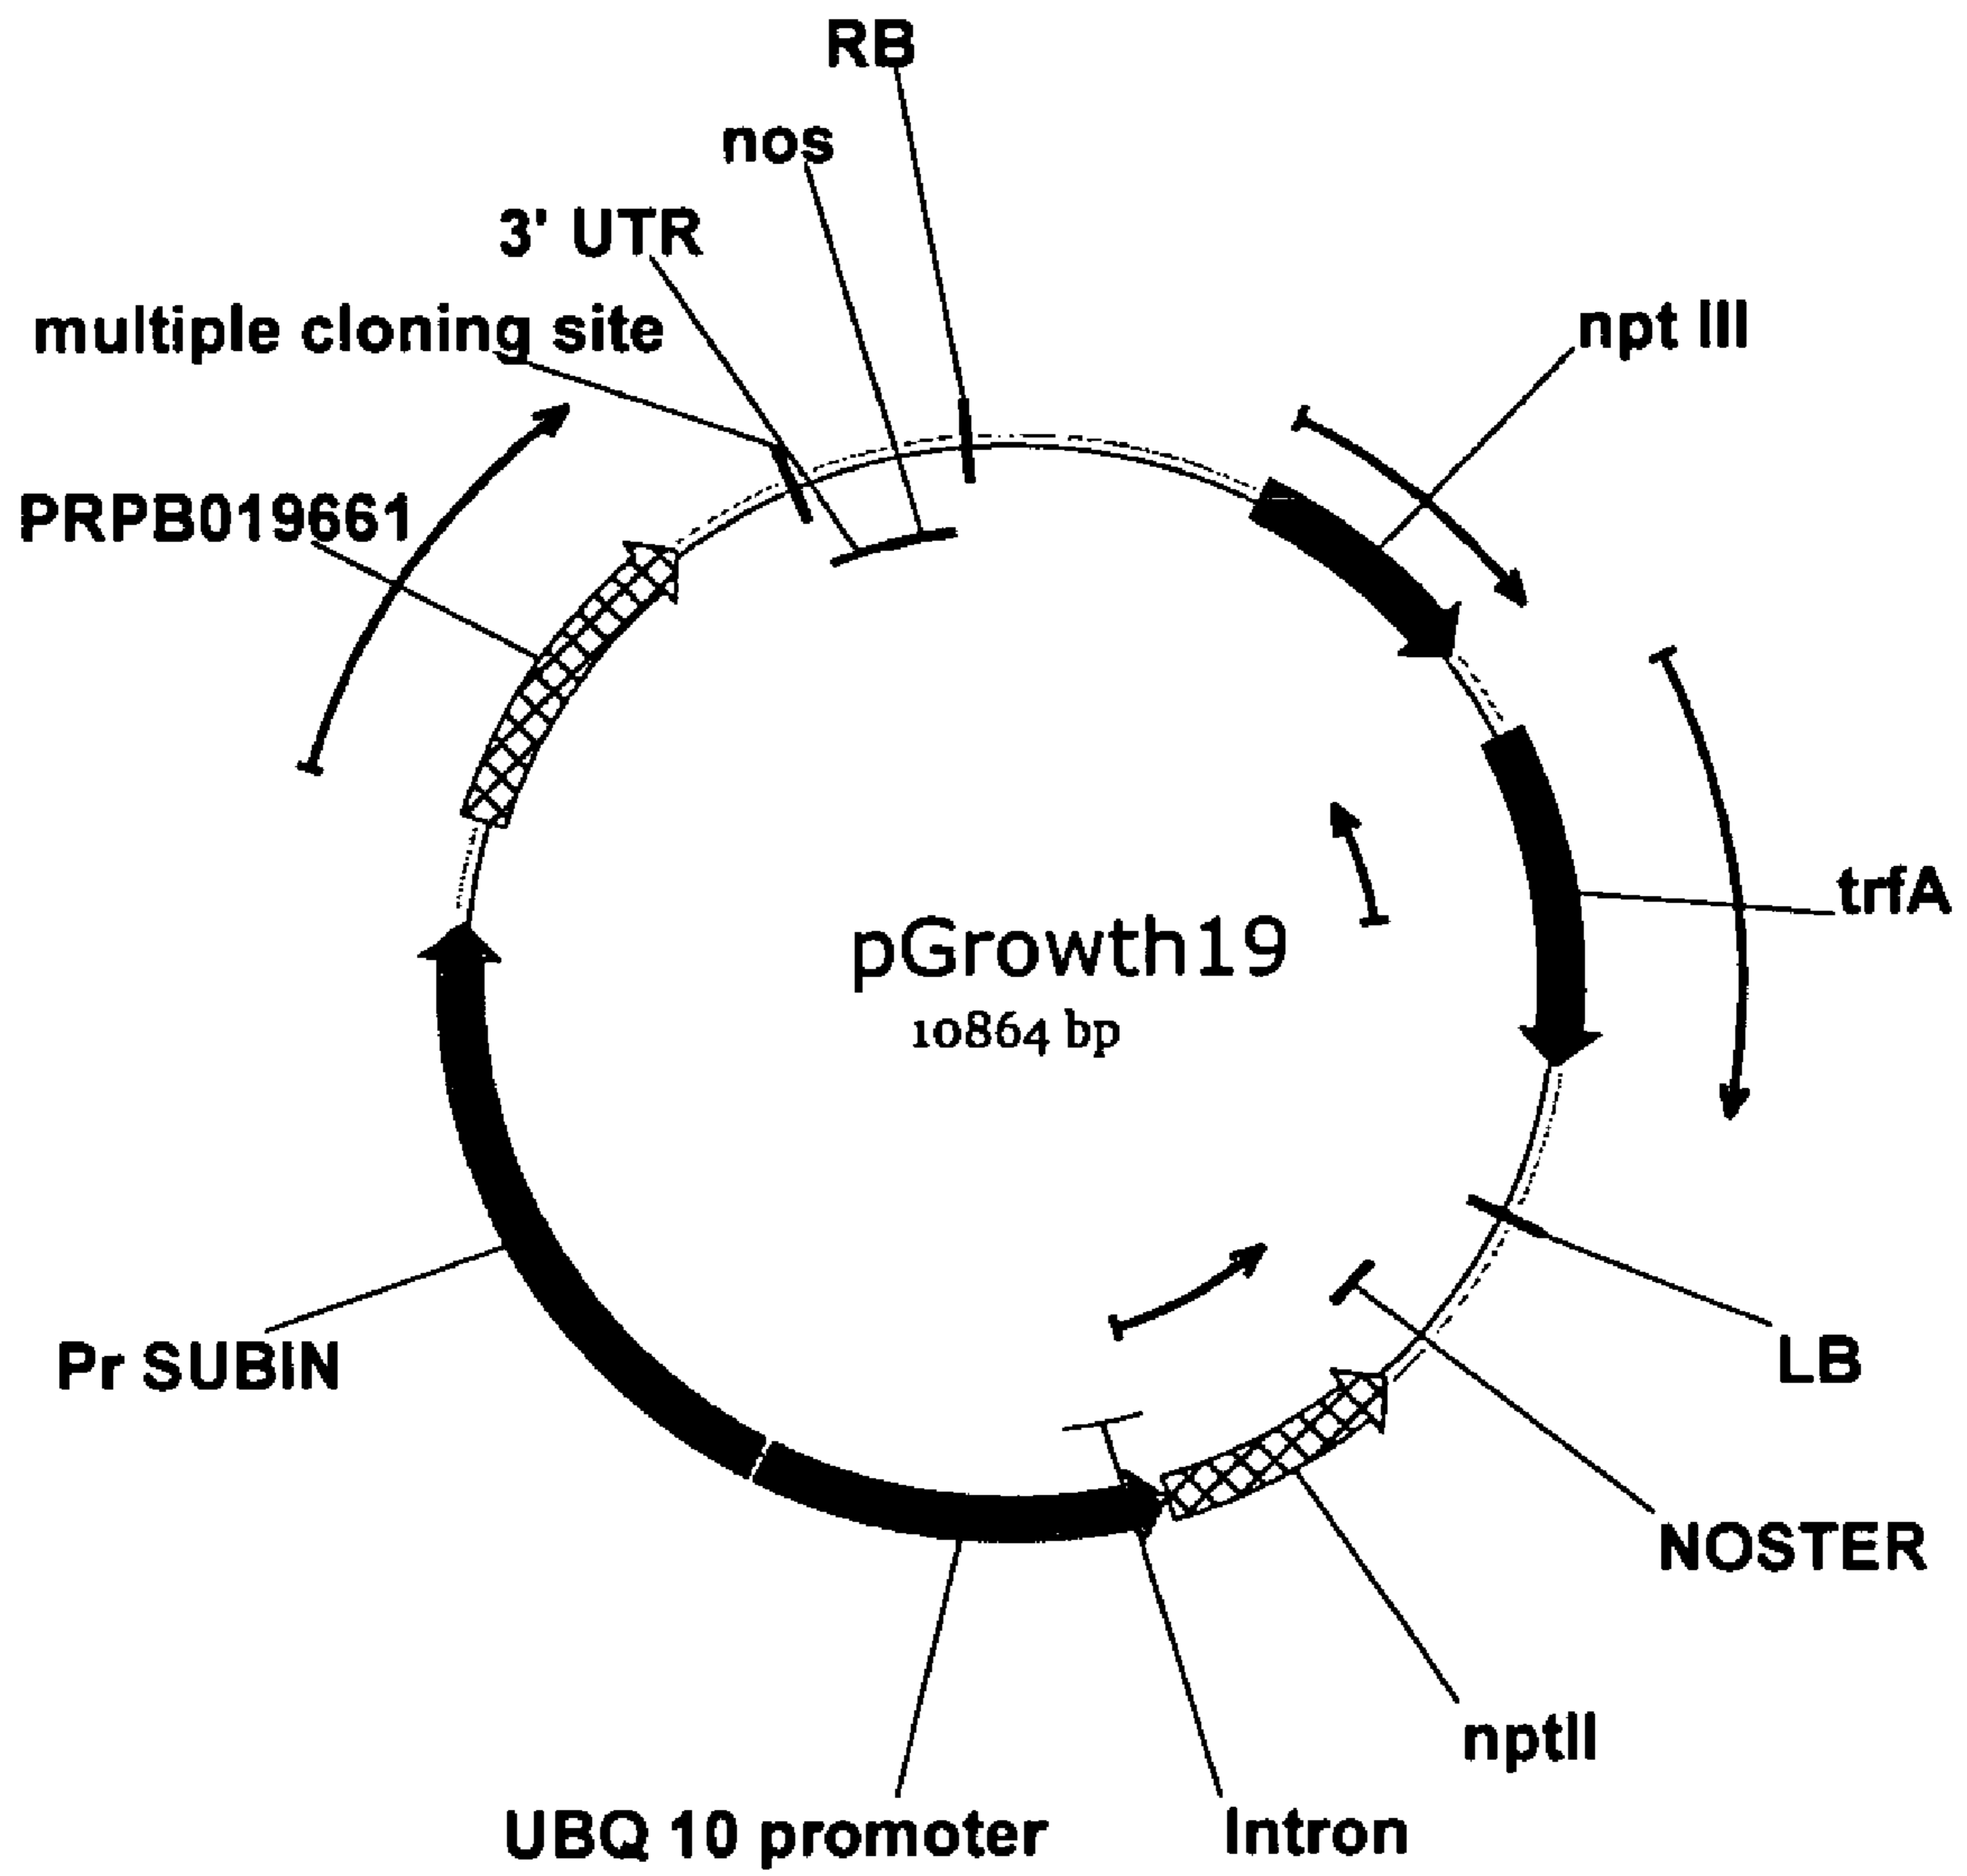 RB
nos
3' UTR
multiple cloning site
npt III
PRPB019661
trfA
pGrowth19
10864 bp
Pr SUBIN
LB
NOSTER
nptII
UBQ 10 promoter
Intron